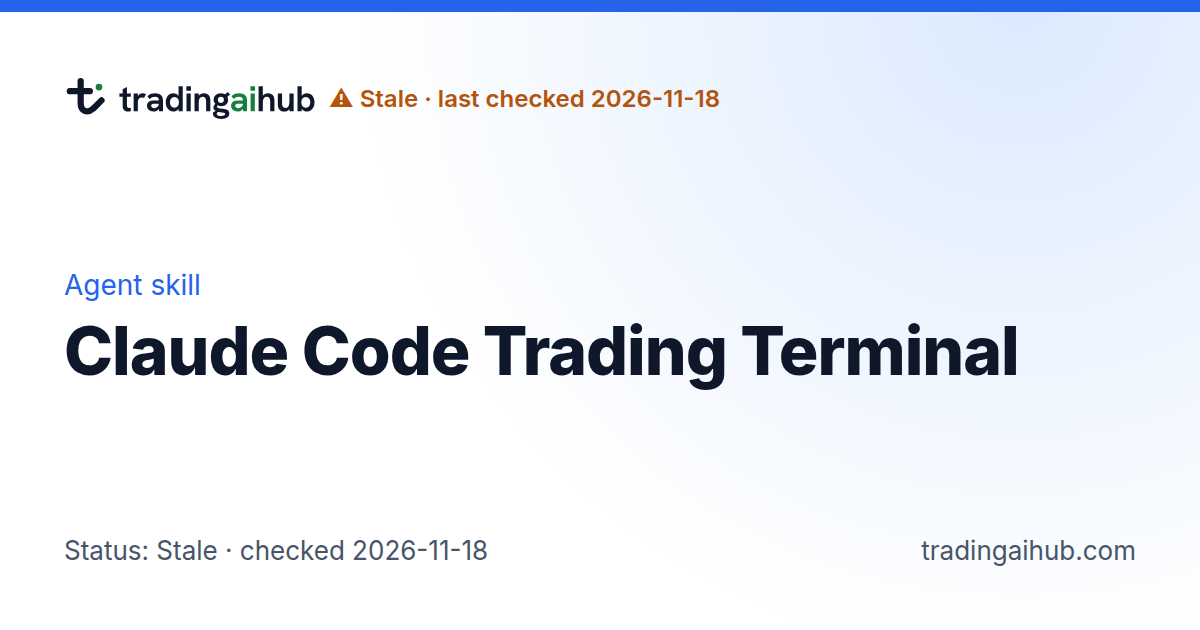 tradingaihub ⚠ Stale · last checked 2026-11-18
Agent skill
Claude Code Trading Terminal
Status: Stale · checked 2026-11-18
tradingaihub.com